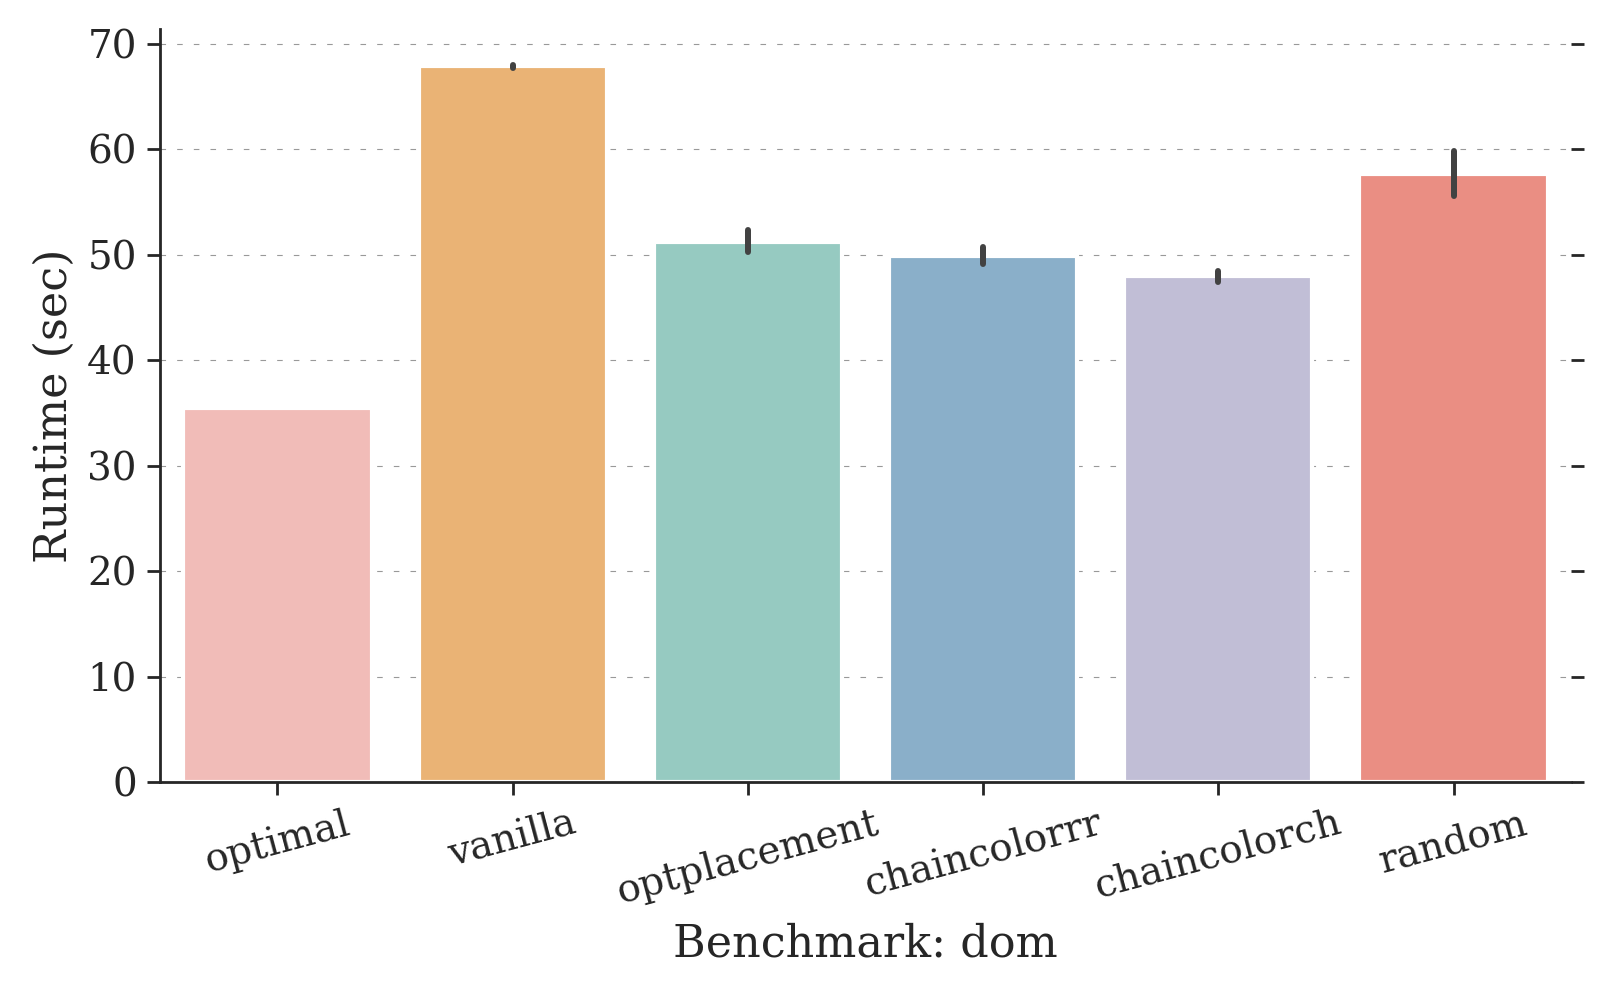 70
60
50
40
30
20
10
0
Runtime (sec)
optimal
vanilla
optplacement
chaincolorrr
chaincolorch
random
Benchmark: dom